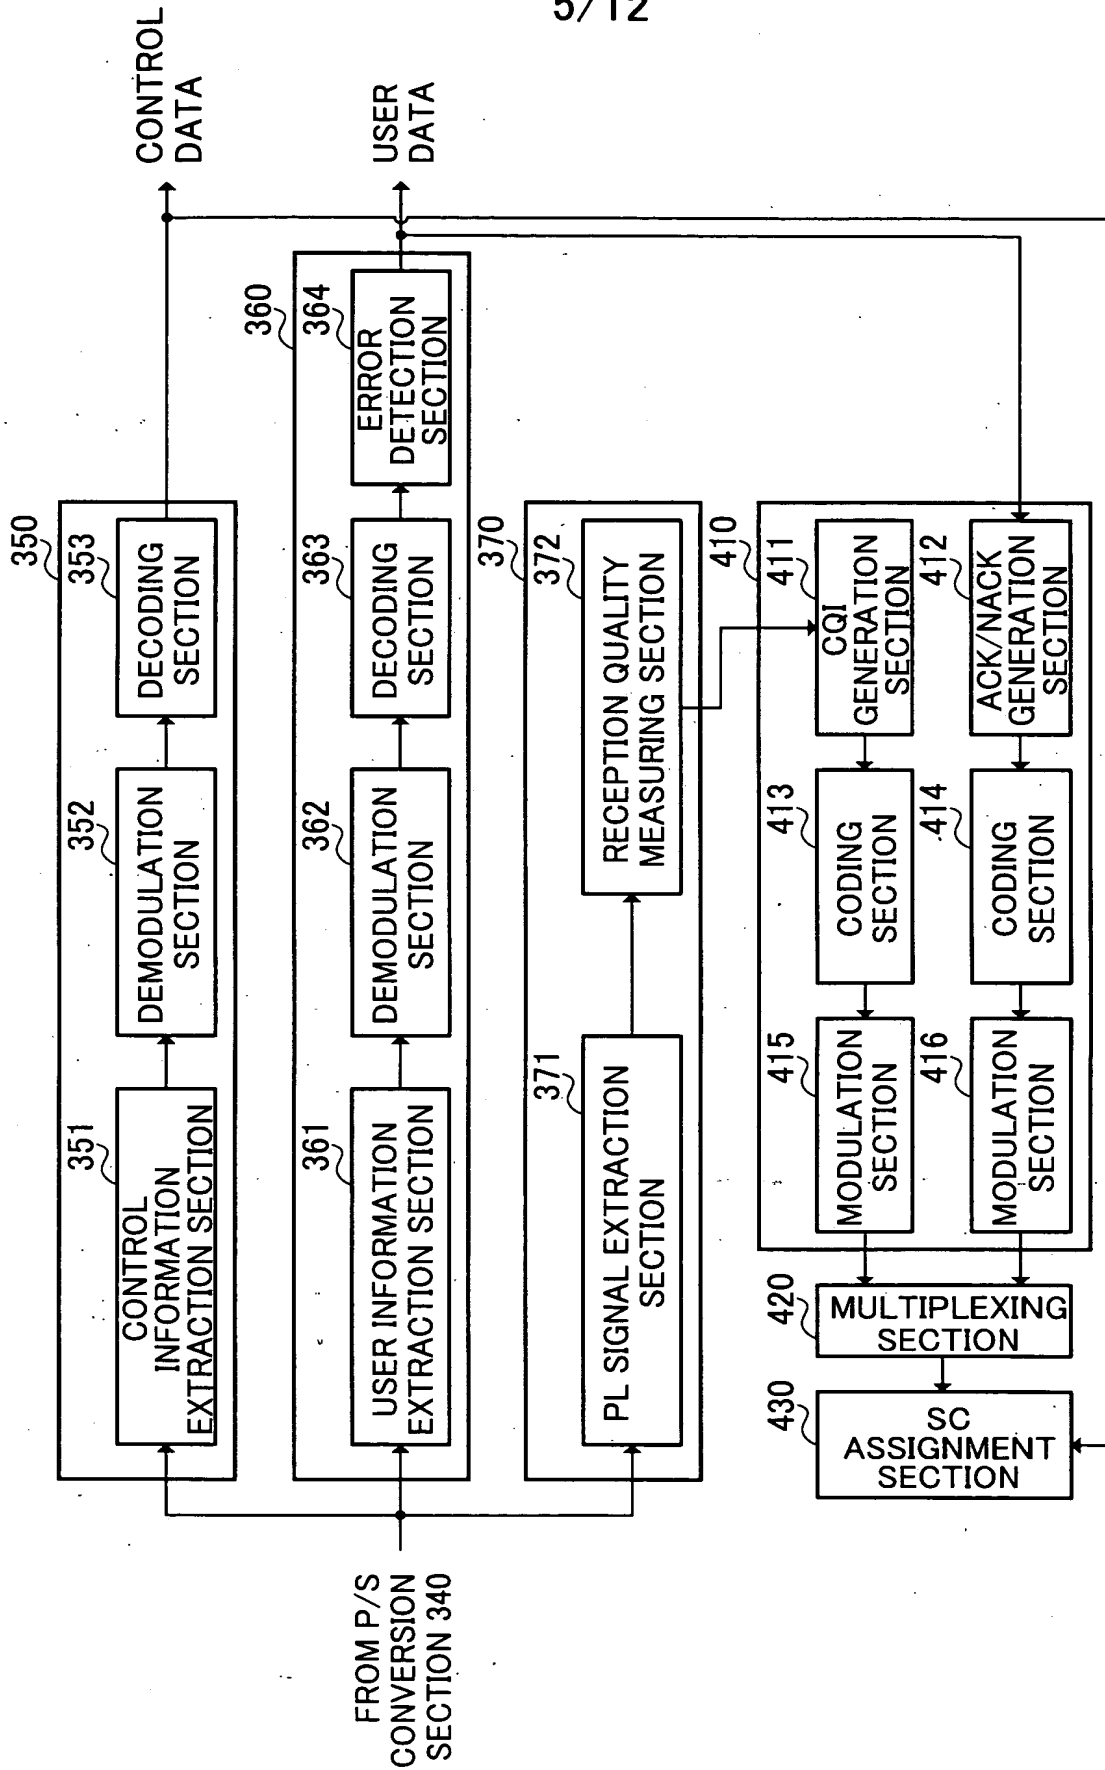 5/12
FROM P/S
CONVERSION
SECTION 340
350
351
CONTROL
INFORMATION
EXTRACTION SECTION
352
DEMODULATION
SECTION
353
DECODING
SECTION
CONTROL
DATA
360
361
USER INFORMATION
EXTRACTION SECTION
362
DEMODULATION
SECTION
363
DECODING
SECTION
364
ERROR
DETECTION
SECTION
USER
DATA
370
371
PL SIGNAL EXTRACTION
SECTION
372
RECEPTION QUALITY
MEASURING SECTION
410
411
CQI
GENERATION
SECTION
413
CODING
SECTION
415
MODULATION
SECTION
412
ACK/NACK
GENERATION
SECTION
414
CODING
SECTION
416
MODULATION
SECTION
420
MULTIPLEXING
SECTION
430
SC
ASSIGNMENT
SECTION